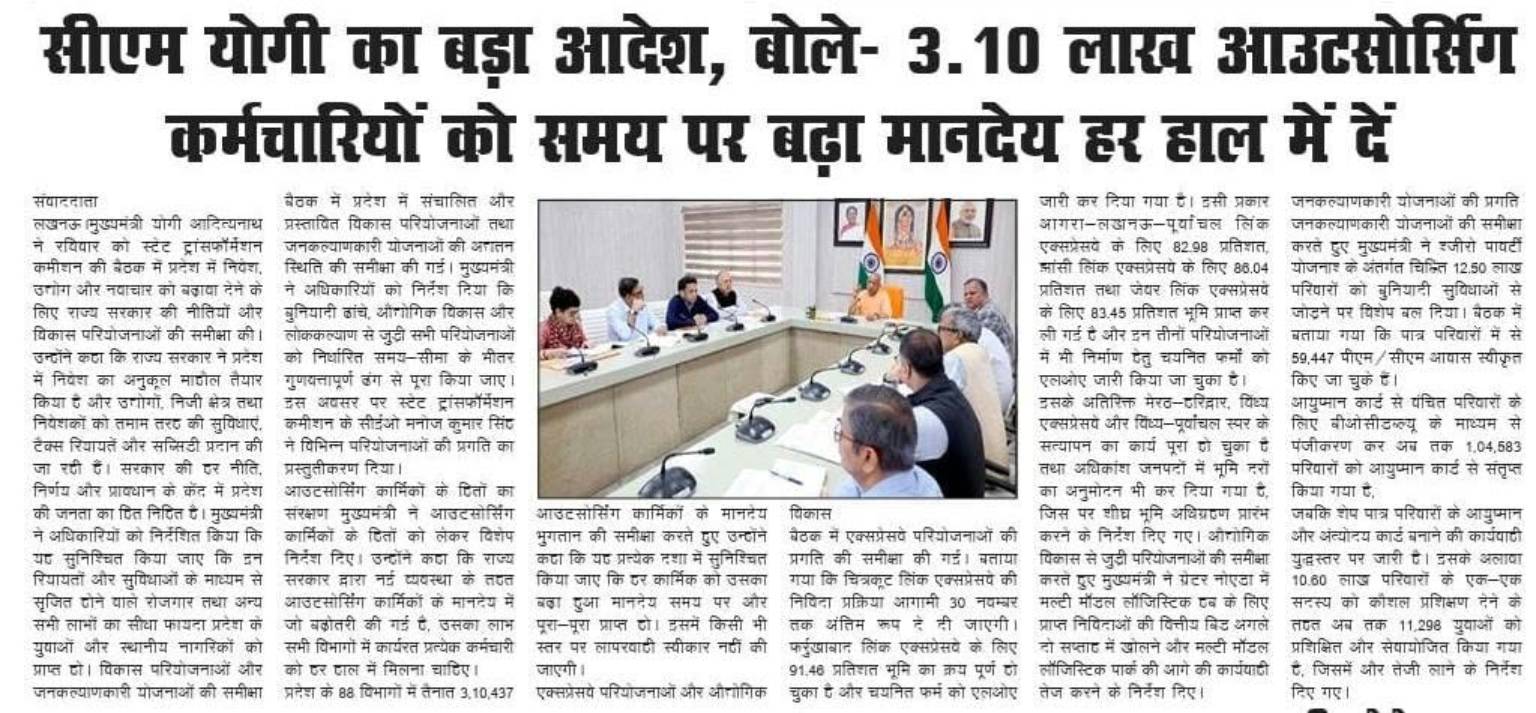 सीएम योगी का बड़ा आदेश, बोले- 3.10 लाख आउटसोर्सिंग
कर्मचारियों को समय पर बढ़ा मानदेय हर हाल में दें
संवाददाता
लखनऊ।मुख्यमंत्री योगी आदित्यनाथ
ने रविवार को स्टेट ट्रांसफॉर्मेशन
कमीशन की बैठक में प्रदेश में निवेश,
उद्योग और नवाचार को बढ़ावा देने के
लिए राज्य सरकार की नीतियों और
विकास परियोजनाओं की समीक्षा की।
उन्होंने कहा कि राज्य सरकार ने प्रदेश
में निवेश का अनुकूल माहौल तैयार
किया है और उद्योगों, निजी क्षेत्र तथा
निवेशकों को तमाम तरह की सुविधाएं,
टैक्स रियायतें और सब्सिडी प्रदान की
जा रही हैं। सरकार की हर नीति,
निर्णय और प्रावधान के केंद में प्रदेश
की जनता का हित निहित है। मुख्यमंत्री
ने अधिकारियों को निर्देशित किया कि
यह सुनिश्चित किया जाए कि इन
रियायतों और सुविधाओं के माध्यम से
सृजित होने वाले रोजगार तथा अन्य
सभी लाभों का सीधा फायदा प्रदेश के
युवाओं और स्थानीय नागरिकों को
प्राप्त हो। विकास परियोजनाओं और
जनकल्याणकारी योजनाओं की समीक्षा
बैठक में प्रदेश में संचालित और
प्रस्तावित विकास परियोजनाओं तथा
जनकल्याणकारी योजनाओं की अद्यतन
स्थिति की समीक्षा की गई। मुख्यमंत्री
ने अधिकारियों को निर्देश दिया कि
बुनियादी ढांचे, औद्योगिक विकास और
लोककल्याण से जुड़ी सभी परियोजनाओं
को निर्धारित समय–सीमा के भीतर
गुणवत्तापूर्ण ढंग से पूरा किया जाए।
इस अवसर पर स्टेट ट्रांसफॉर्मेशन
कमीशन के सीईओ मनोज कुमार सिंह
ने विभिन्न परियोजनाओं की प्रगति का
प्रस्तुतीकरण दिया।
आउटसोर्सिंग कार्मिकों के हितों का
संरक्षण मुख्यमंत्री ने आउटसोर्सिंग
कार्मिकों के हितों को लेकर विशेष
निर्देश दिए। उन्होंने कहा कि राज्य
सरकार द्वारा नई व्यवस्था के तहत
आउटसोर्सिंग कार्मिकों के मानदेय में
जो बढ़ोतरी की गई है, उसका लाभ
सभी विभागों में कार्यरत प्रत्येक कर्मचारी
को हर हाल में मिलना चाहिए।
प्रदेश के 88 विभागों में तैनात 3,10,437
आउटसोर्सिंग कार्मिकों के मानदेय
भुगतान की समीक्षा करते हुए उन्होंने
कहा कि यह प्रत्येक दशा में सुनिश्चित
किया जाए कि हर कार्मिक को उसका
बढ़ा हुआ मानदेय समय पर और
पूरा–पूरा प्राप्त हो। इसमें किसी भी
स्तर पर लापरवाही स्वीकार नहीं की
जाएगी।
एक्सप्रेसवे परियोजनाओं और औद्योगिक
विकास
बैठक में एक्सप्रेसवे परियोजनाओं की
प्रगति की समीक्षा की गई। बताया
गया कि चित्रकूट लिंक एक्सप्रेसवे की
निविदा प्रक्रिया आगामी 30 नवम्बर
तक अंतिम रूप दे दी जाएगी।
फर्रुखाबाद लिंक एक्सप्रेसवे के लिए
91.46 प्रतिशत भूमि का क्रय पूर्ण हो
चुका है और चयनित फर्म को एलओए
जारी कर दिया गया है। इसी प्रकार
आगरा–लखनऊ–पूर्वांचल लिंक
एक्सप्रेसवे के लिए 82.98 प्रतिशत,
झांसी लिंक एक्सप्रेसवे के लिए 86.04
प्रतिशत तथा जेवर लिंक एक्सप्रेसवे
के लिए 83.45 प्रतिशत भूमि प्राप्त कर
ली गई है और इन तीनों परियोजनाओं
में भी निर्माण हेतु चयनित फर्मों को
एलओए जारी किया जा चुका है।
इसके अतिरिक्त मेरठ–हरिद्वार, विंध्य
एक्सप्रेसवे और विंध्य–पूर्वांचल स्पर के
सत्यापन का कार्य पूरा हो चुका है
तथा अधिकांश जनपदों में भूमि दरों
का अनुमोदन भी कर दिया गया है,
जिस पर शीघ्र भूमि अधिग्रहण प्रारंभ
करने के निर्देश दिए गए। औद्योगिक
विकास से जुड़ी परियोजनाओं की समीक्षा
करते हुए मुख्यमंत्री ने ग्रेटर नोएडा में
मल्टी मॉडल लॉजिस्टिक हब के लिए
प्राप्त निविदाओं की वित्तीय बिड अगले
दो सप्ताह में खोलने और मल्टी मॉडल
लॉजिस्टिक पार्क की आगे की कार्यवाही
तेज करने के निर्देश दिए।
जनकल्याणकारी योजनाओं की प्रगति
जनकल्याणकारी योजनाओं की समीक्षा
करते हुए मुख्यमंत्री ने श्जीरो पावर्टी
योजनाश के अंतर्गत चिह्नित 12.50 लाख
परिवारों को बुनियादी सुविधाओं से
जोड़ने पर विशेष बल दिया। बैठक में
बताया गया कि पात्र परिवारों में से
59,447 पीएम/सीएम आवास स्वीकृत
किए जा चुके हैं।
आयुष्मान कार्ड से वंचित परिवारों के
लिए बीओसीडब्ल्यू के माध्यम से
पंजीकरण कर अब तक 1,04,583
परिवारों को आयुष्मान कार्ड से संतृप्त
किया गया है,
जबकि शेष पात्र परिवारों के आयुष्मान
और अंत्योदय कार्ड बनाने की कार्यवाही
युद्धस्तर पर जारी है। इसके अलावा
10.60 लाख परिवारों के एक–एक
सदस्य को कौशल प्रशिक्षण देने के
तहत अब तक 11,298 युवाओं को
प्रशिक्षित और सेवायोजित किया गया
है, जिसमें और तेजी लाने के निर्देश
दिए गए।